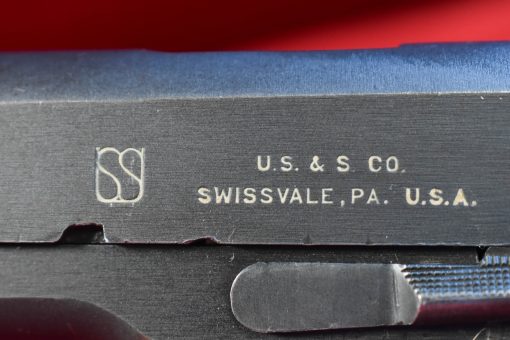 U.S. & S. CO.
SWISSVALE, PA. U.S.A.